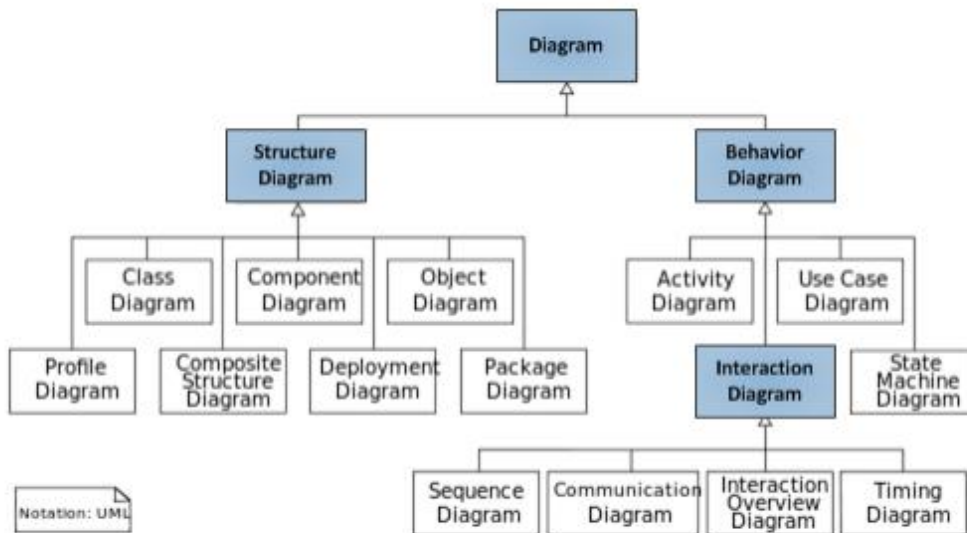 Diagram
Structure
Diagram
Behavior
Diagram
Class
Diagram
Component
Diagram
Object
Diagram
Activity
Diagram
Use Case
Diagram
Profile
Diagram
Composite
Structure
Diagram
Deployment
Diagram
Package
Diagram
Interaction
Diagram
State
Machine
Diagram
Sequence
Diagram
Communication
Diagram
Interaction
Overview
Diagram
Timing
Diagram
Notation: UML